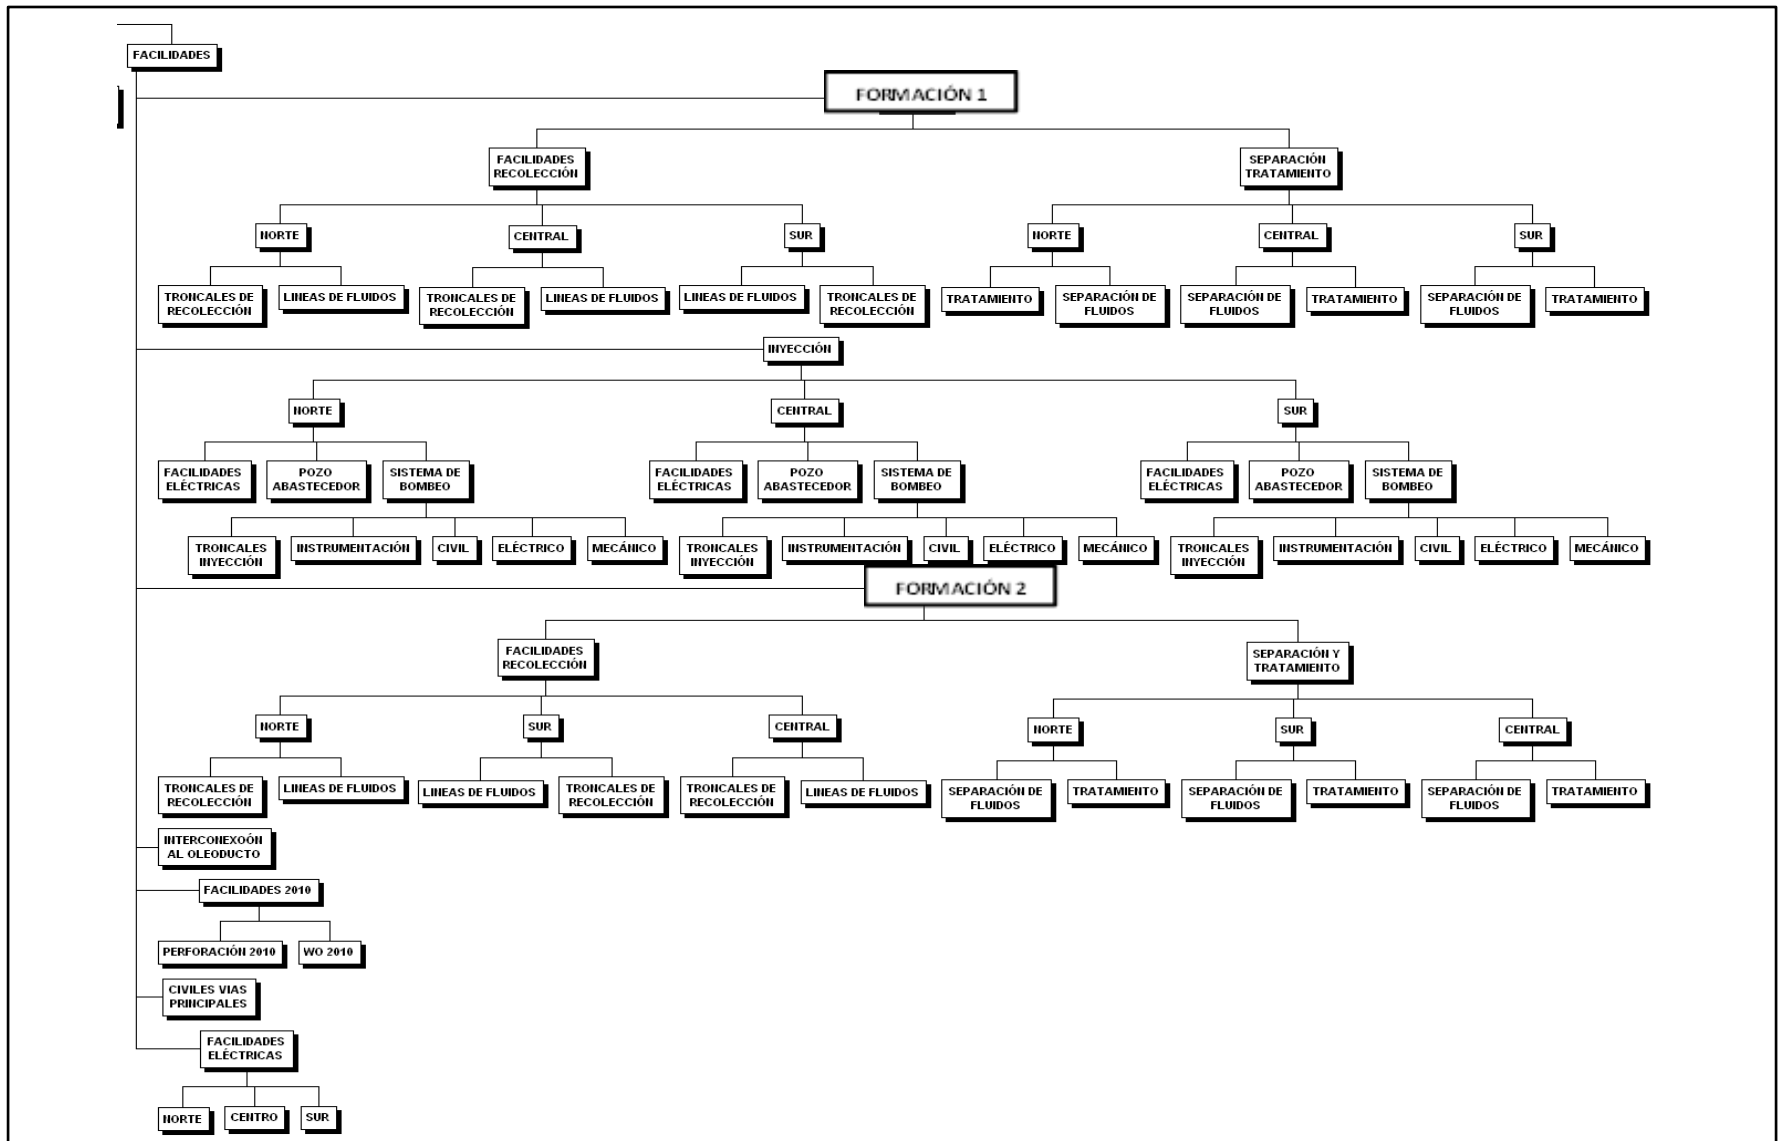 FACILIDADES
FORMACIÓN 1
FACILIDADES
RECOLECCIÓN
SEPARACIÓN
TRATAMIENTO
NORTE
CENTRAL
SUR
NORTE
CENTRAL
SUR
TRONCALES DE
RECOLECCIÓN
LINEAS DE FLUIDOS
TRONCALES DE
RECOLECCIÓN
LINEAS DE FLUIDOS
LINEAS DE FLUIDOS
TRONCALES DE
RECOLECCIÓN
TRATAMIENTO
SEPARACIÓN DE
FLUIDOS
SEPARACIÓN DE
FLUIDOS
TRATAMIENTO
SEPARACIÓN DE
FLUIDOS
TRATAMIENTO
INYECCIÓN
NORTE
CENTRAL
SUR
FACILIDADES
ELÉCTRICAS
POZO
ABASTECEDOR
SISTEMA DE
BOMBEO
FACILIDADES
ELÉCTRICAS
POZO
ABASTECEDOR
SISTEMA DE
BOMBEO
FACILIDADES
ELÉCTRICAS
POZO
ABASTECEDOR
SISTEMA DE
BOMBEO
TRONCALES
INYECCIÓN
INSTRUMENTACIÓN
CIVIL
ELÉCTRICO
MECÁNICO
TRONCALES
INYECCIÓN
INSTRUMENTACIÓN
CIVIL
ELÉCTRICO
MECÁNICO
TRONCALES
INYECCIÓN
INSTRUMENTACIÓN
CIVIL
ELÉCTRICO
MECÁNICO
FORMACIÓN 2
FACILIDADES
RECOLECCIÓN
SEPARACIÓN Y
TRATAMIENTO
NORTE
SUR
CENTRAL
NORTE
SUR
CENTRAL
TRONCALES DE
RECOLECCIÓN
LINEAS DE FLUIDOS
LINEAS DE FLUIDOS
TRONCALES DE
RECOLECCIÓN
TRONCALES DE
RECOLECCIÓN
LINEAS DE FLUIDOS
SEPARACIÓN DE
FLUIDOS
TRATAMIENTO
SEPARACIÓN DE
FLUIDOS
TRATAMIENTO
SEPARACIÓN DE
FLUIDOS
TRATAMIENTO
INTERCONEXOÓN
AL OLEODUCTO
FACILIDADES 2010
PERFORACIÓN 2010
WO 2010
CIVILES VIAS
PRINCIPALES
FACILIDADES
ELÉCTRICAS
NORTE
CENTRO
SUR